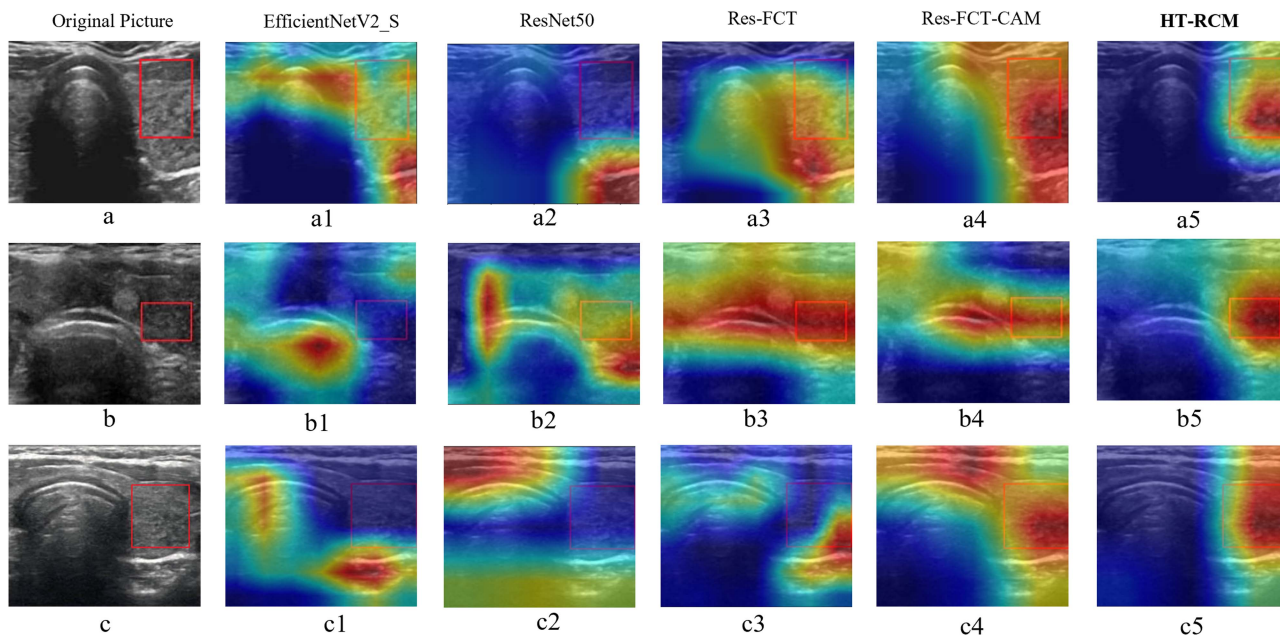 Original Picture EfficientNetV2_S ResNet50 Res-FCT Res-FCT-CAM HT-RCM
a a1 a2 a3 a4 a5
b b1 b2 b3 b4 b5
c c1 c2 c3 c4 c5